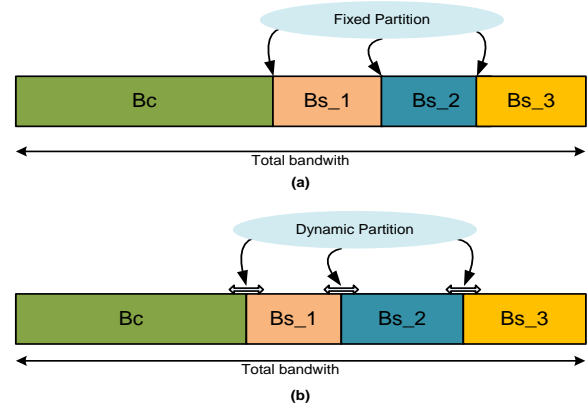 Fixed Partition
Bc Bs_1 Bs_2 Bs_3
Total bandwith
(a)
Dynamic Partition
Bc Bs_1 Bs_2 Bs_3
Total bandwith
(b)